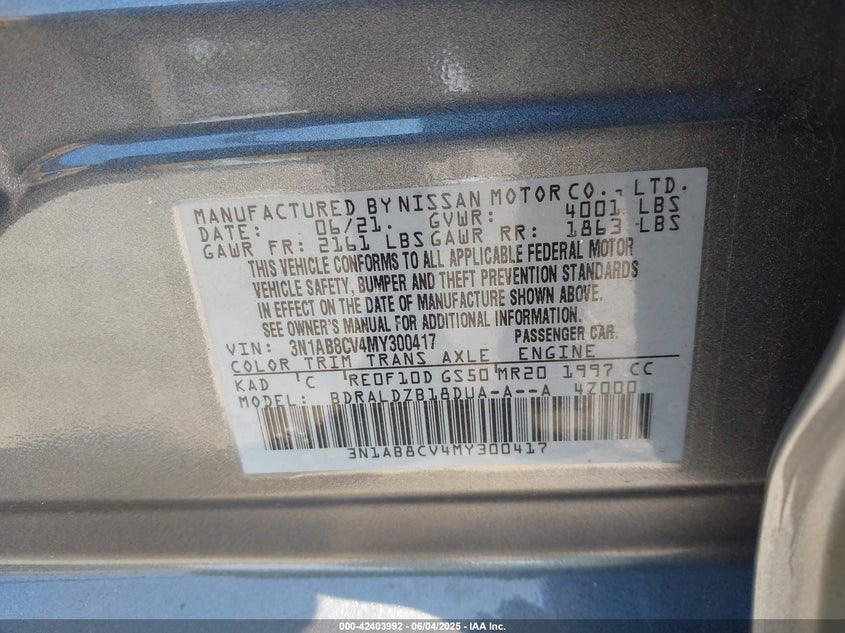 MANUFACTURED BY NISSAN MOTOR CO., LTD.
DATE: 06/21. GVWR: 4001 LBS
GAWR FR: 2161 LBS GAWR RR: 1863 LBS
THIS VEHICLE CONFORMS TO ALL APPLICABLE FEDERAL MOTOR
VEHICLE SAFETY, BUMPER AND THEFT PREVENTION STANDARDS
IN EFFECT ON THE DATE OF MANUFACTURE SHOWN ABOVE.
SEE OWNER'S MANUAL FOR ADDITIONAL INFORMATION.
VIN: 3N1AB8CV4MY300417 PASSENGER CAR.
COLOR TRIM TRANS AXLE ENGINE
KAD C RE0F10D GS50 MR20 1997 CC
MODEL: BDRALDZB18DUA-A--A 4Z000
3N1AB8CV4MY300417
000-42403992 - 06/04/2025 - IAA Inc.